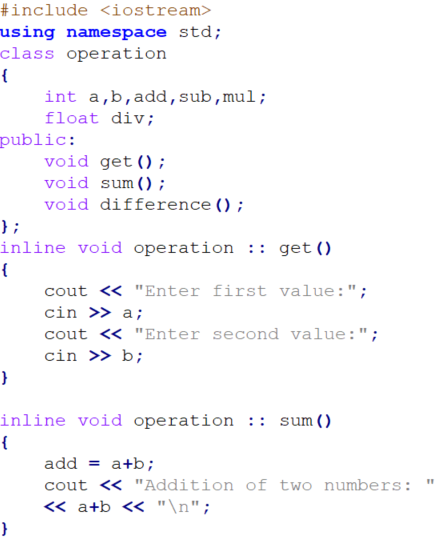 #include <iostream>
using namespace std;
class operation
{
    int a,b,add,sub,mul;
    float div;
public:
    void get();
    void sum();
    void difference();
};
inline void operation :: get()
{
    cout << "Enter first value:";
    cin >> a;
    cout << "Enter second value:";
    cin >> b;
}

inline void operation :: sum()
{
    add = a+b;
    cout << "Addition of two numbers: "
    << a+b << "\n";
}